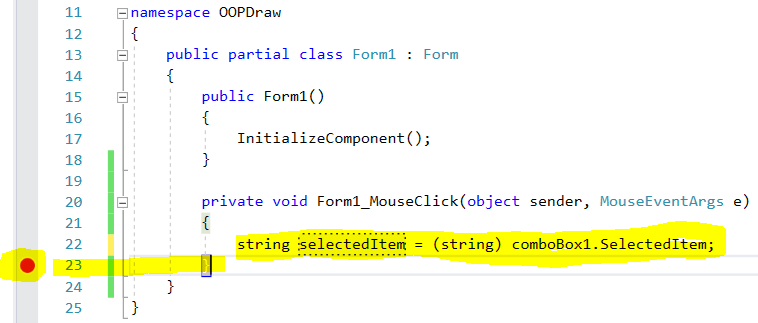 11 namespace OOPDraw
12 {
13 public partial class Form1 : Form
14 {
15 public Form1()
16 {
17 InitializeComponent();
18 }
19
20 private void Form1_MouseClick(object sender, MouseEventArgs e)
21 {
22 string selectedItem = (string) comboBox1.SelectedItem;
23 }
24 }
25 }